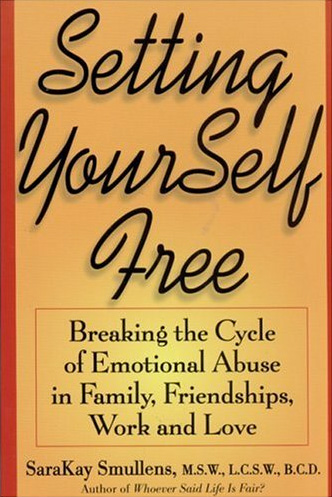 Setting
YourSelf
Free
Breaking the Cycle
of Emotional Abuse
in Family, Friendships,
Work and Love
SaraKay Smullens, M.S.W., L.C.S.W., B.C.D.
Author of Whoever Said Life Is Fair?